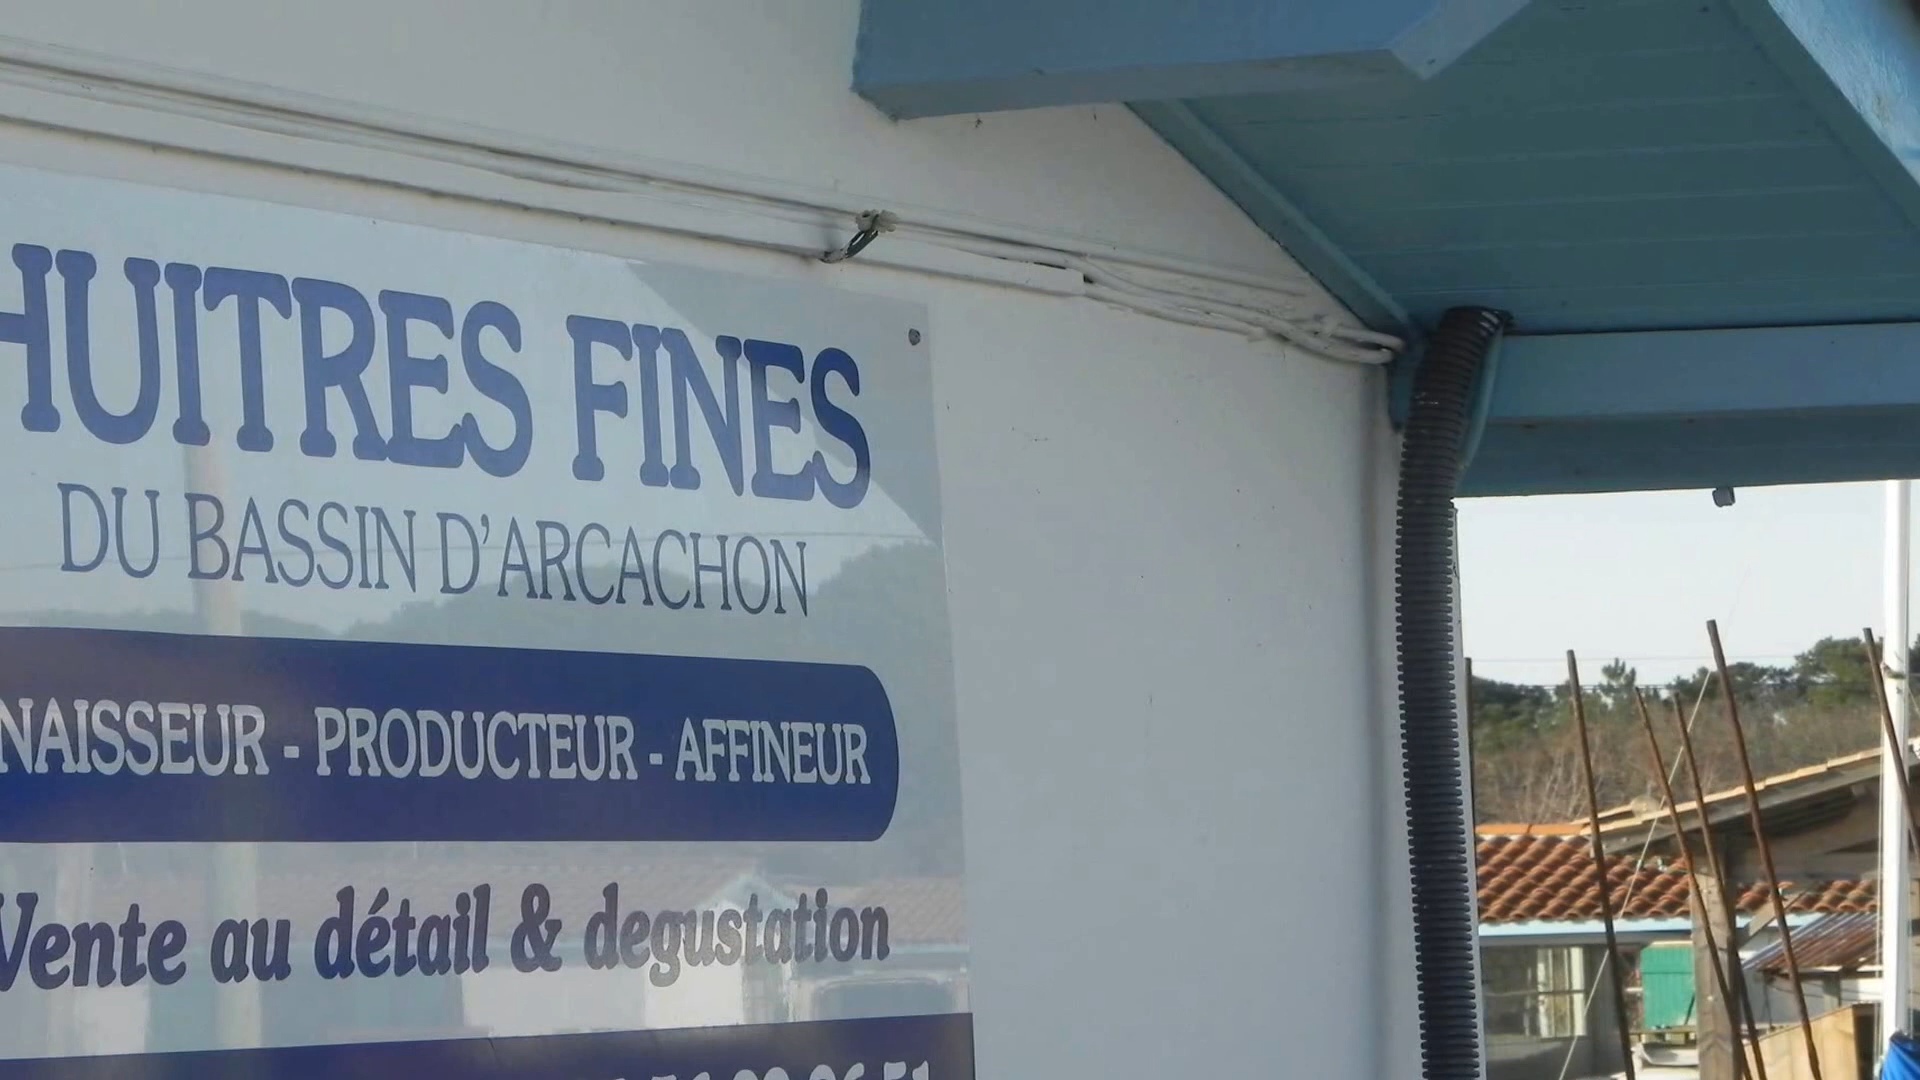 HUITRES FINES
DU BASSIN D'ARCACHON
NAISSEUR - PRODUCTEUR - AFFINEUR
Vente au détail & degustation